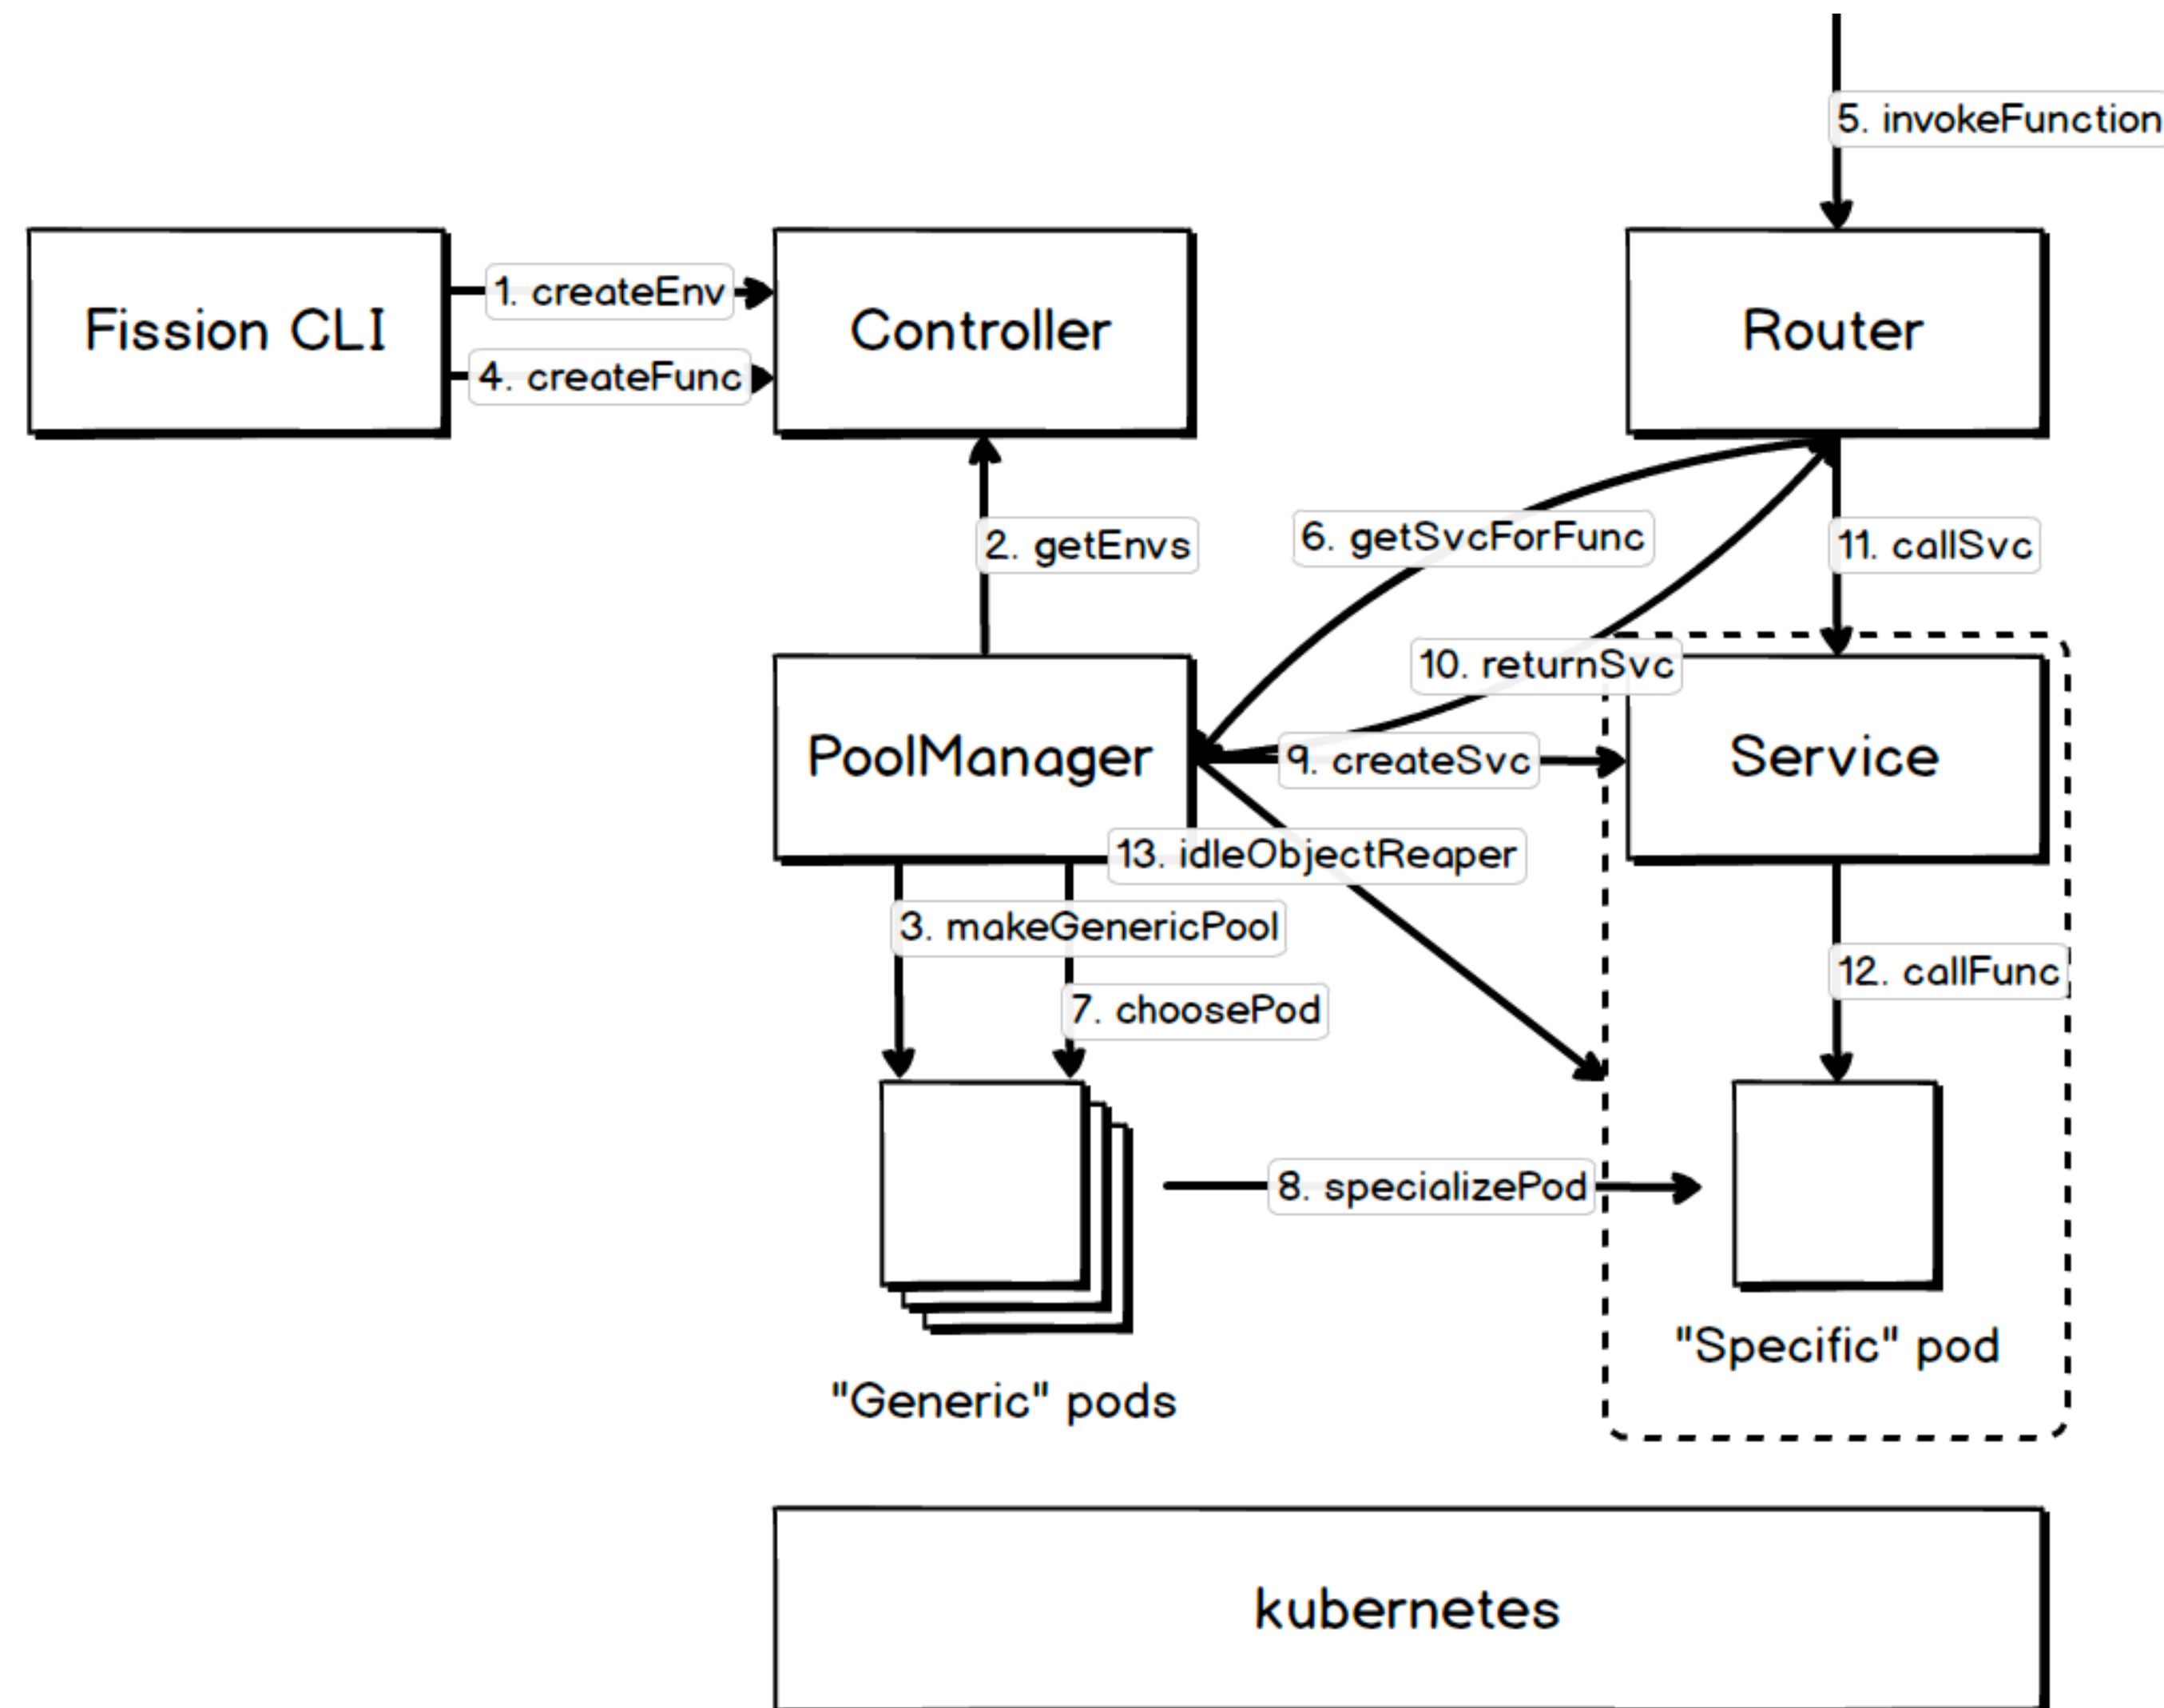 5. invokeFunction
Fission CLI
1. createEnv
4. createFunc
Controller
Router
2. getEnvs
6. getSvcForFunc
11. callSvc
10. returnSvc
PoolManager
9. createSvc
Service
13. idleObjectReaper
3. makeGenericPool
7. choosePod
12. callFunc
8. specializePod
"Specific" pod
"Generic" pods
kubernetes